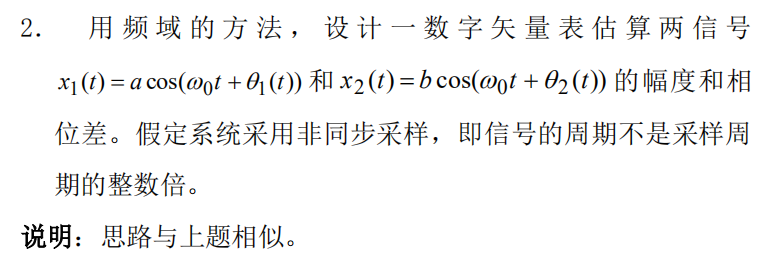 2. 用频域的方法，设计一数字矢量表估算两信号
x₁(t) = a cos(ω₀t + θ₁(t)) 和 x₂(t) = b cos(ω₀t + θ₂(t)) 的幅度和相
位差。假定系统采用非同步采样，即信号的周期不是采样周
期的整数倍。
说明：思路与上题相似。